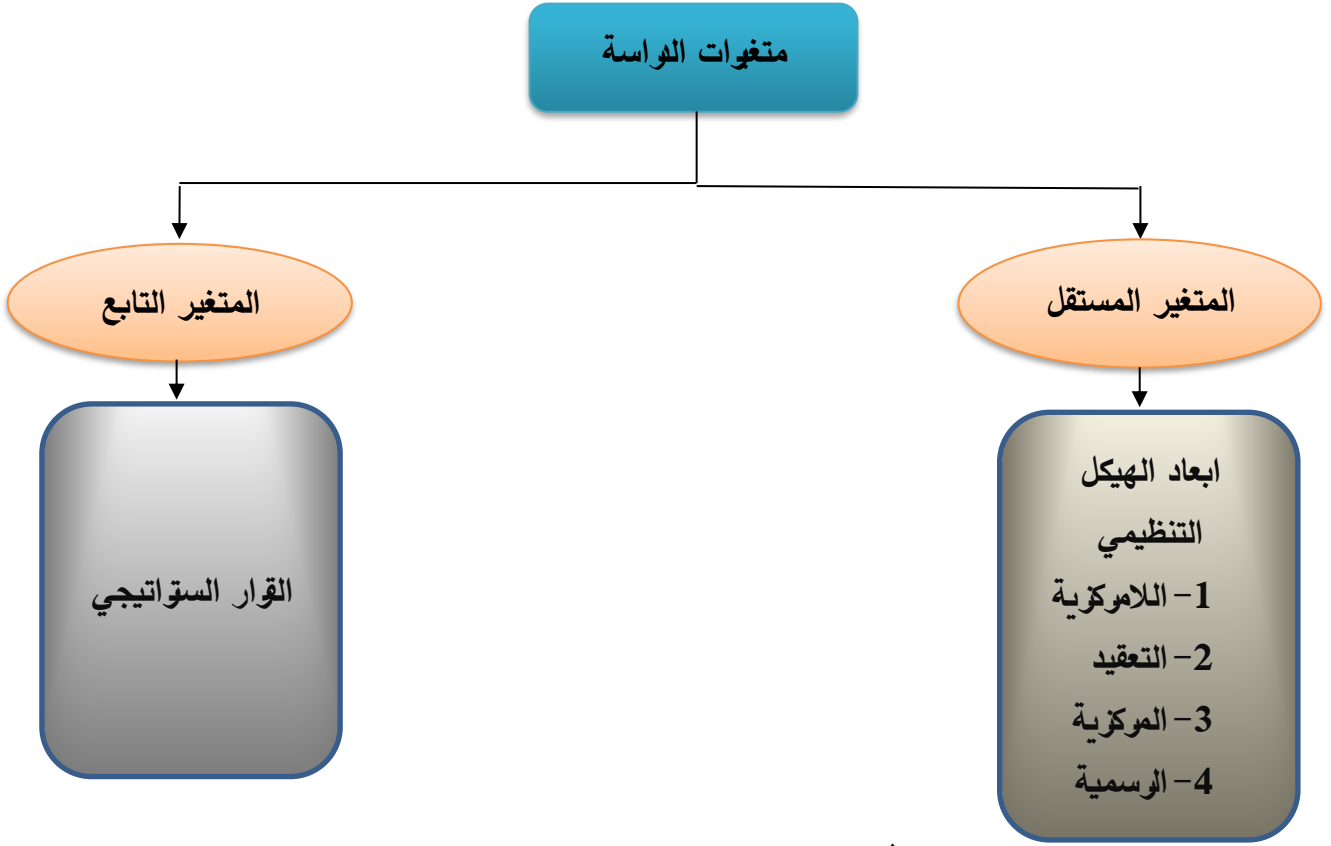 متغيرات الدراسة
المتغير المستقل
المتغير التابع
ابعاد الهيكل
التنظيمي
1- اللامركزية
2- التعقيد
3- المركزية
4- الرسمية
القرار الستراتيجي